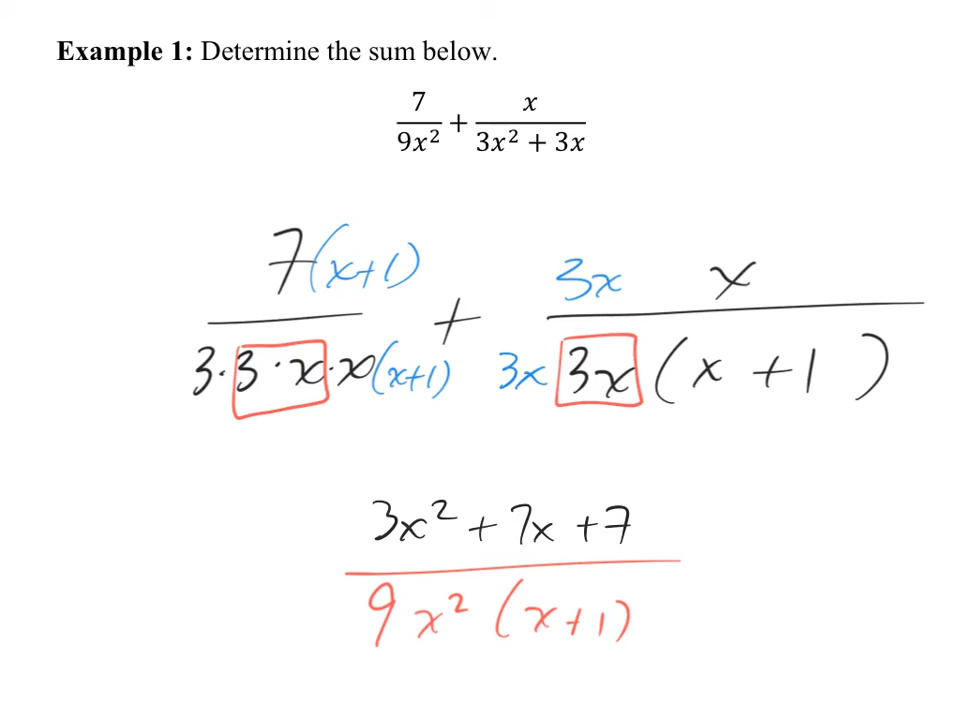 Example 1: Determine the sum below.
7/9x² + x/(3x² + 3x)
7(x+1) 3x x
3·3·x·x(x+1) + 3x 3x(x+1)
3x² + 7x + 7
9x² (x+1)